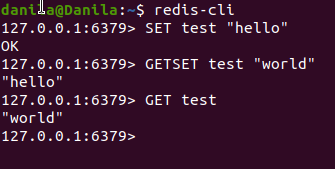 danila@Danila:~$ redis-cli
127.0.0.1:6379> SET test "hello"
OK
127.0.0.1:6379> GETSET test "world"
"hello"
127.0.0.1:6379> GET test
"world"
127.0.0.1:6379>